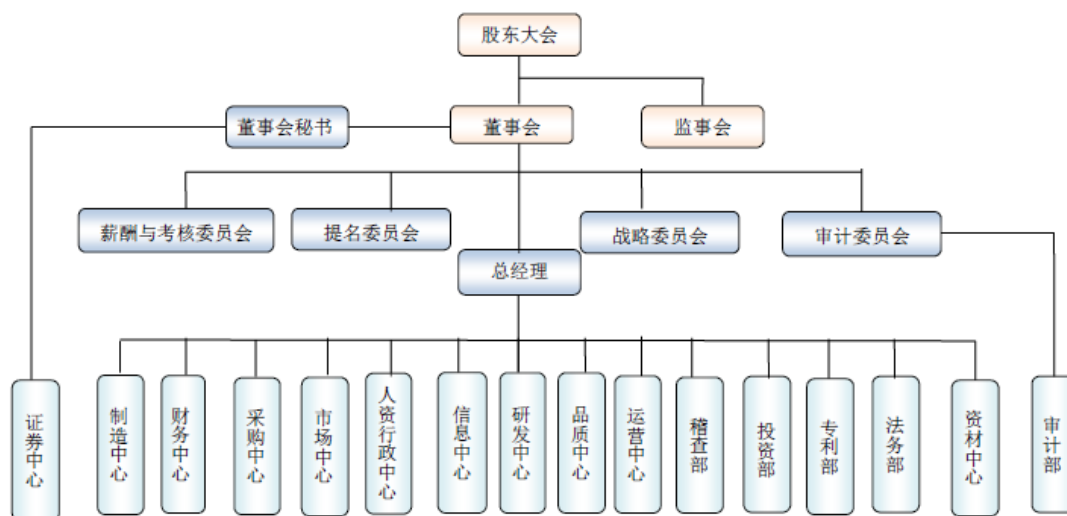 股东大会
董事会秘书
董事会
监事会
薪酬与考核委员会
提名委员会
战略委员会
审计委员会
总经理
证券中心
制造中心
财务中心
采购中心
市场中心
人资行政中心
信息中心
研发中心
品质中心
运营中心
稽查部
投资部
专利部
法务部
资材中心
审计部